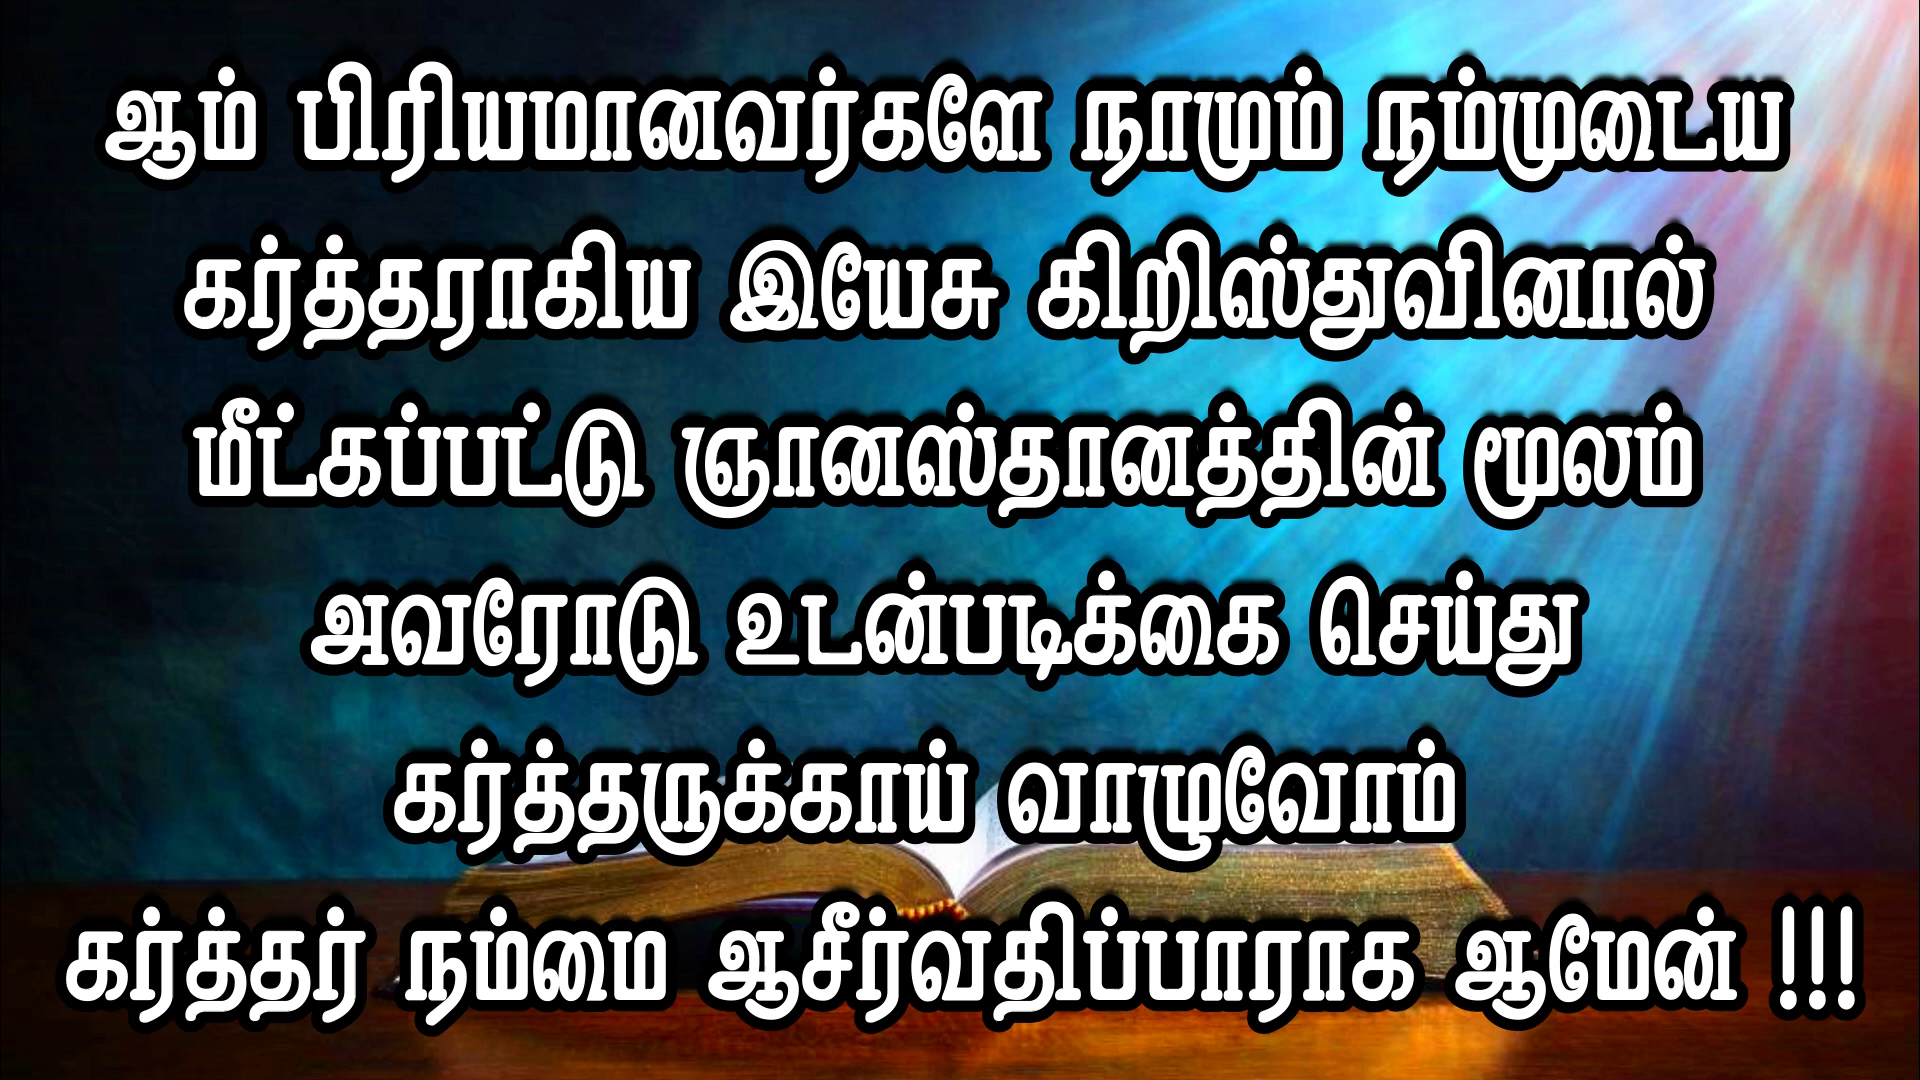 ஆம் பிரியமானவர்களே நாமும் நம்முடைய
கர்த்தராகிய இயேசு கிறிஸ்துவினால்
மீட்கப்பட்டு ஞானஸ்தானத்தின் மூலம்
அவரோடு உடன்படிக்கை செய்து
கர்த்தருக்காய் வாழுவோம்
கர்த்தர் நம்மை ஆசீர்வதிப்பாராக ஆமேன் !!!